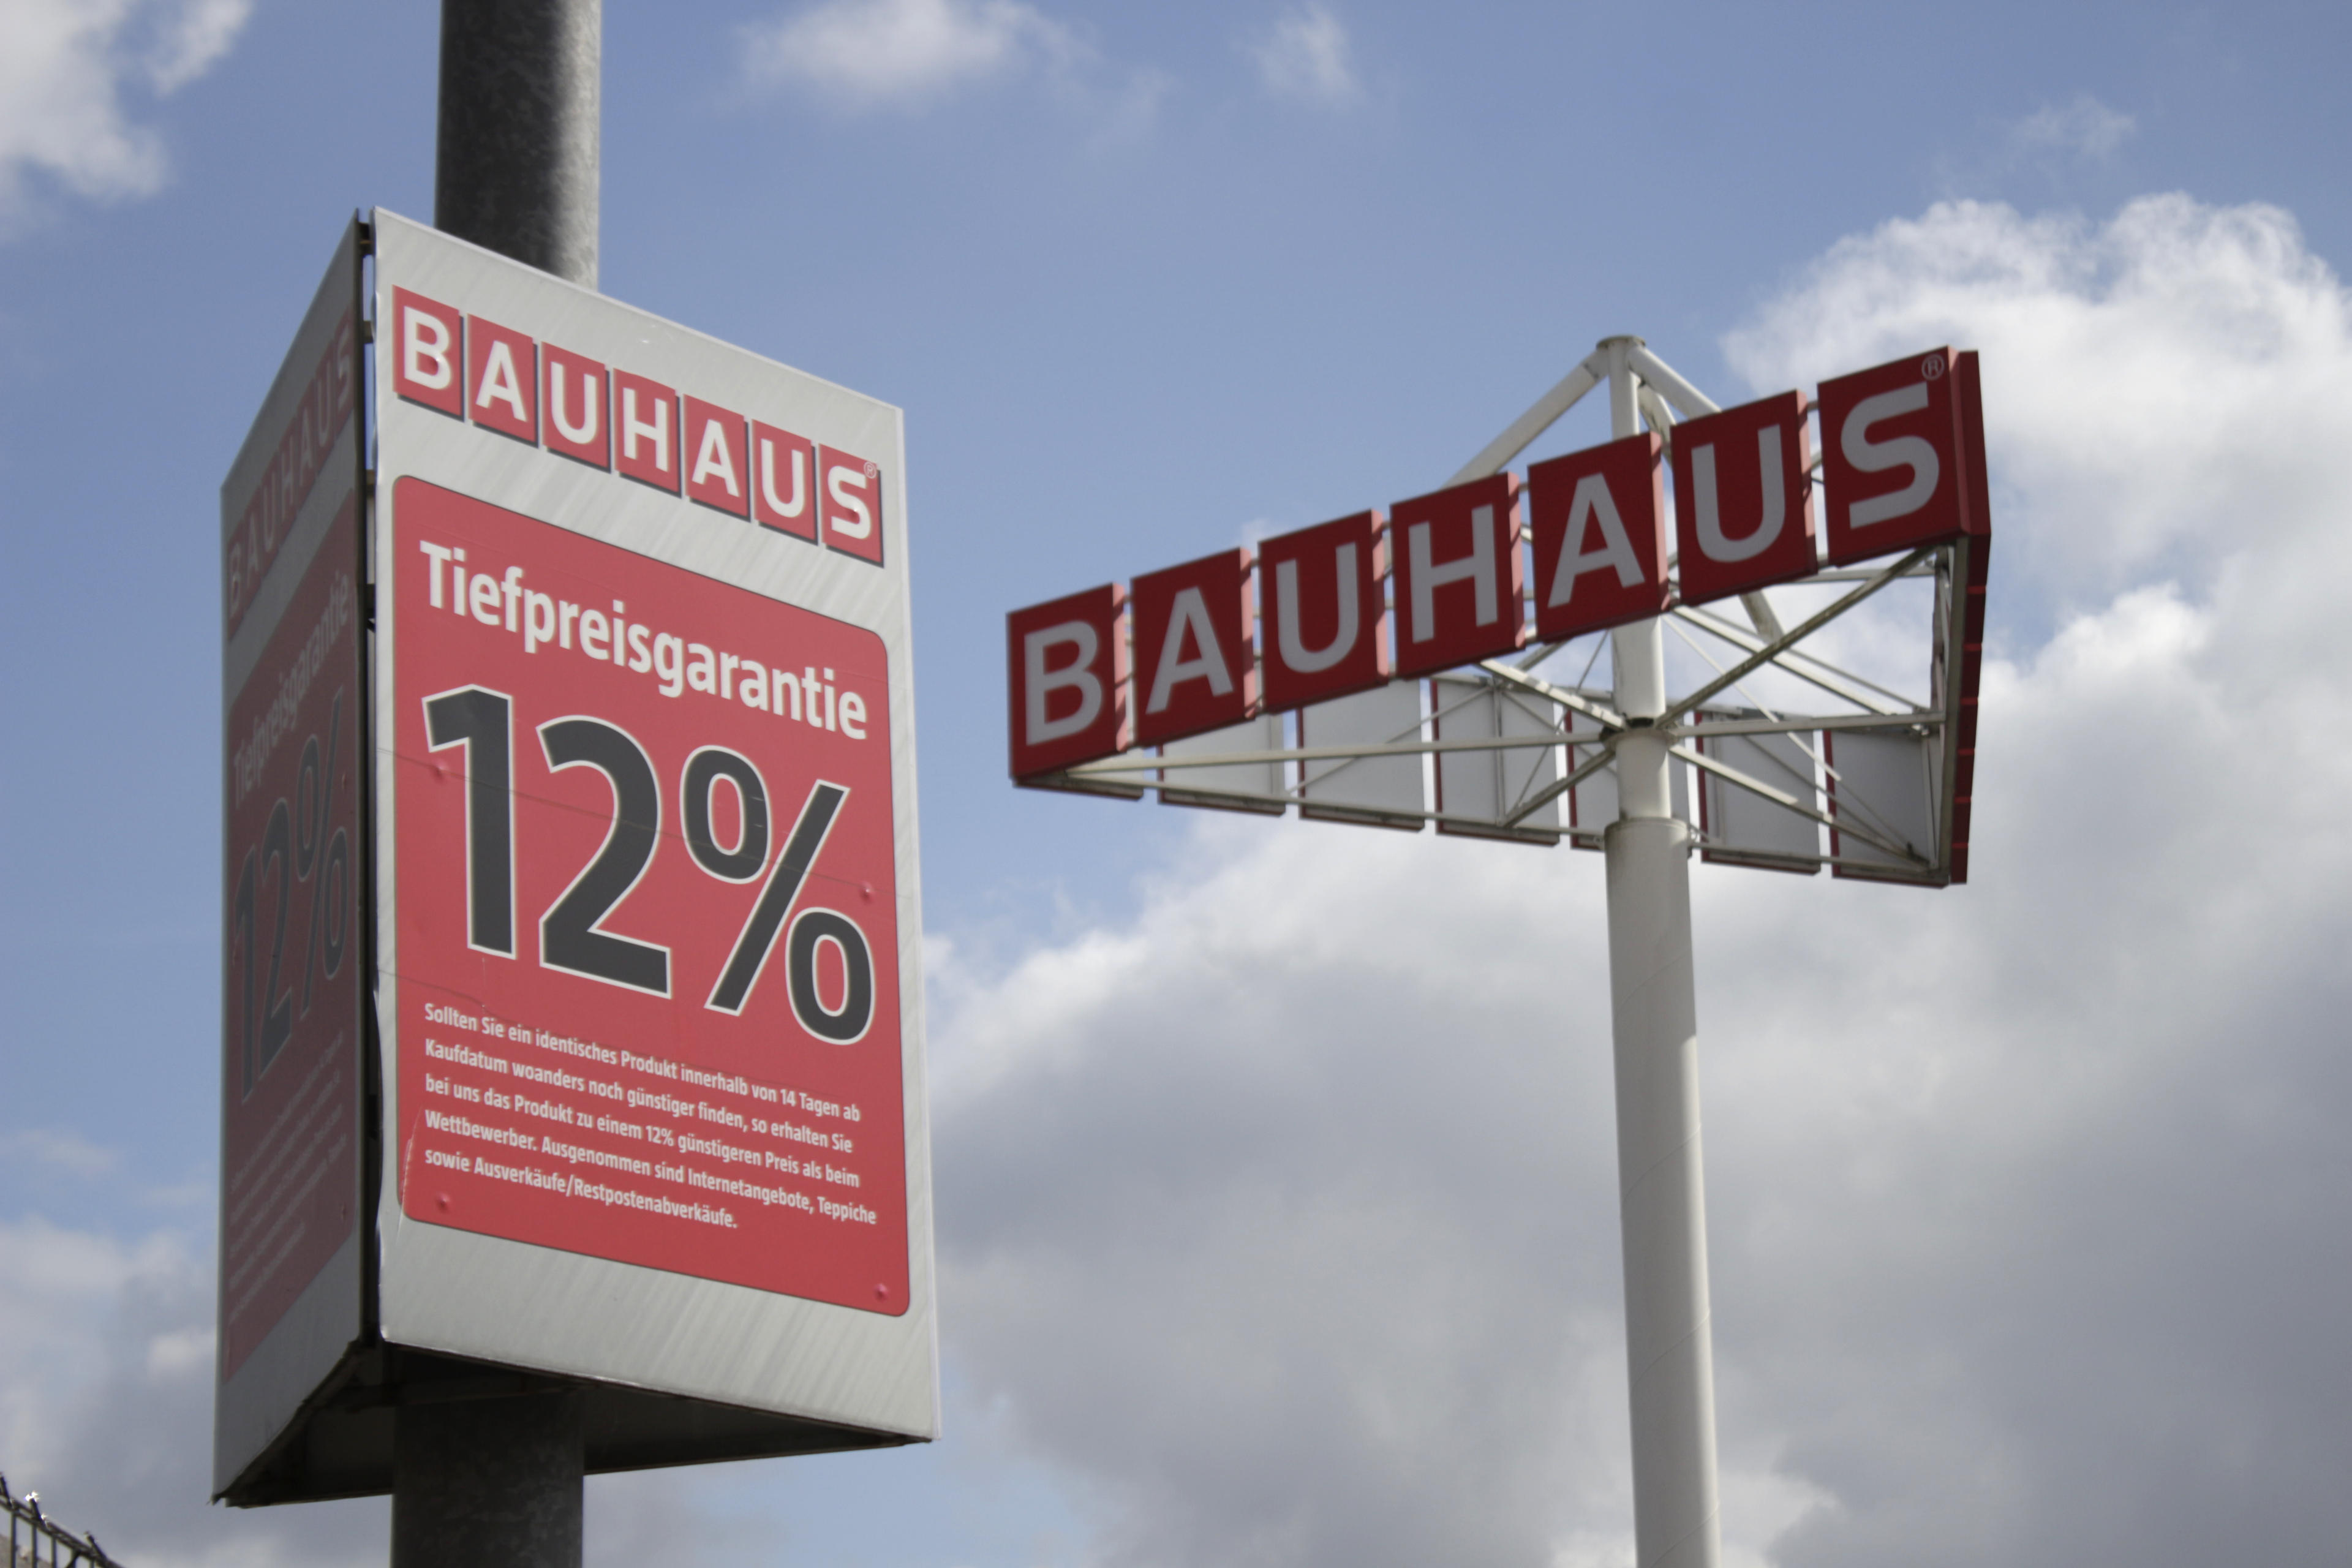 BAUHAUS®
Tiefpreisgarantie
12%
Sollten Sie ein identisches Produkt innerhalb von 14 Tagen ab
Kaufdatum woanders noch günstiger finden, so erhalten Sie
bei uns das Produkt zu einem 12% günstigeren Preis als beim
Wettbewerber. Ausgenommen sind Internetangebote, Teppiche
sowie Ausverkäufe/Restpostenabverkäufe.
BAUHAUS
Tiefpreisgarantie
12%
BAUHAUS®